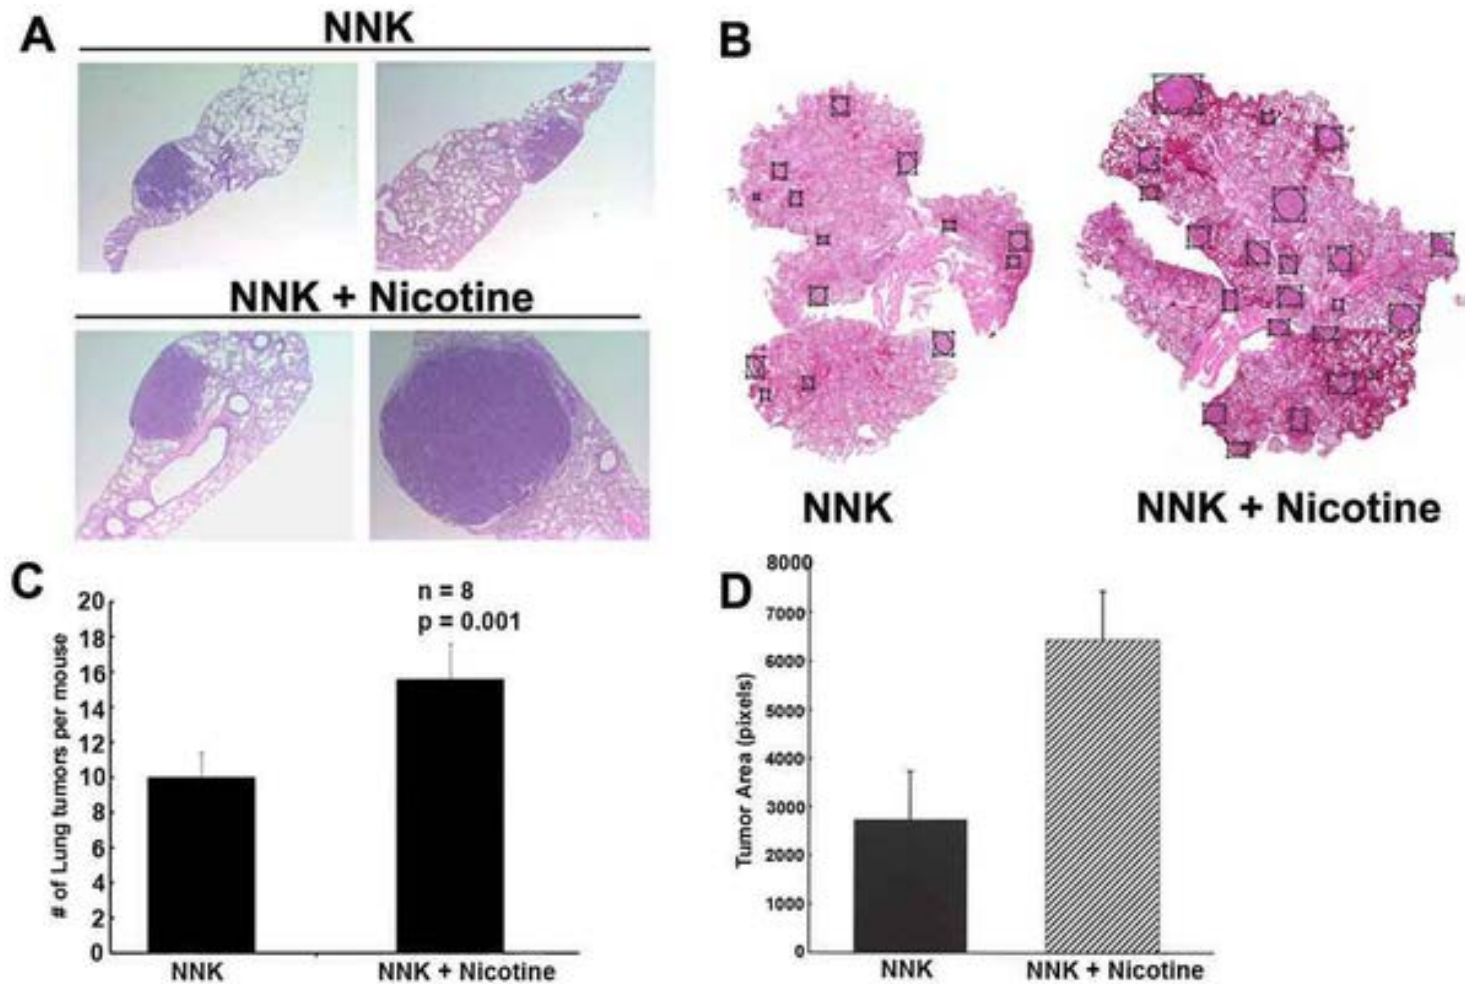 A
NNK
NNK + Nicotine
B
NNK
NNK + Nicotine
C
n = 8
p = 0.001
# of Lung tumors per mouse
20
18
16
14
12
10
8
6
4
2
0
NNK
NNK + Nicotine
D
Tumor Area (pixels)
8000
7000
6000
5000
4000
3000
2000
1000
0
NNK
NNK + Nicotine